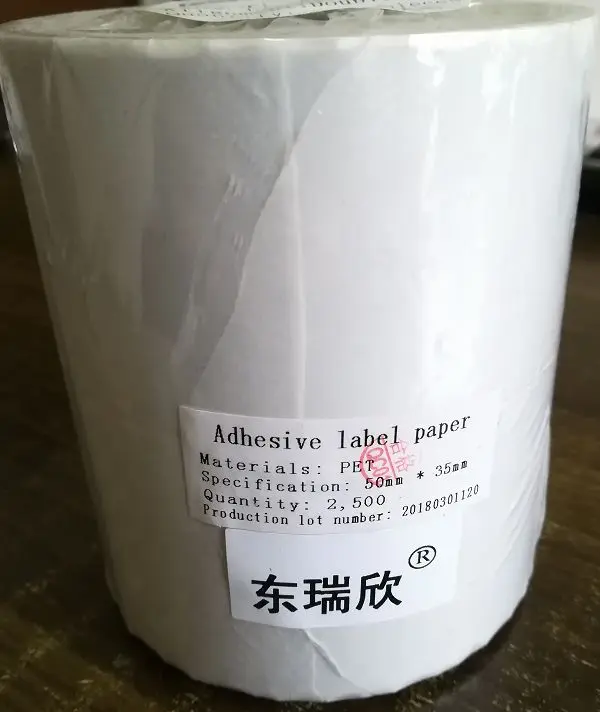 Adhesive label paper
Materials: PET
Specification: 50mm * 35mm
Quantity: 2,500
Production lot number: 20180301120
东瑞欣®